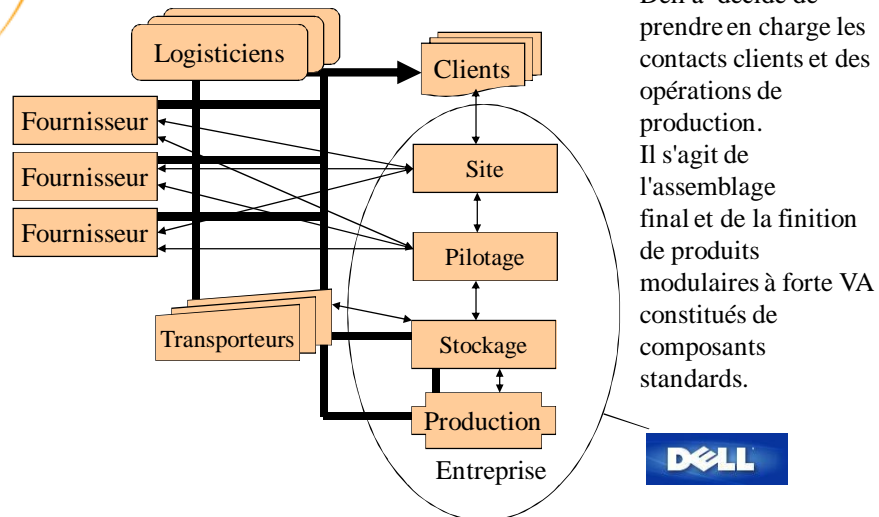 Logisticiens
Clients
Fournisseur
Fournisseur
Fournisseur
Site
Pilotage
Transporteurs
Stockage
Production
Entreprise
prendre en charge les
contacts clients et des
opérations de
production.
Il s'agit de
l'assemblage
final et de la finition
de produits
modulaires à forte VA
constitués de
composants
standards.
DELL